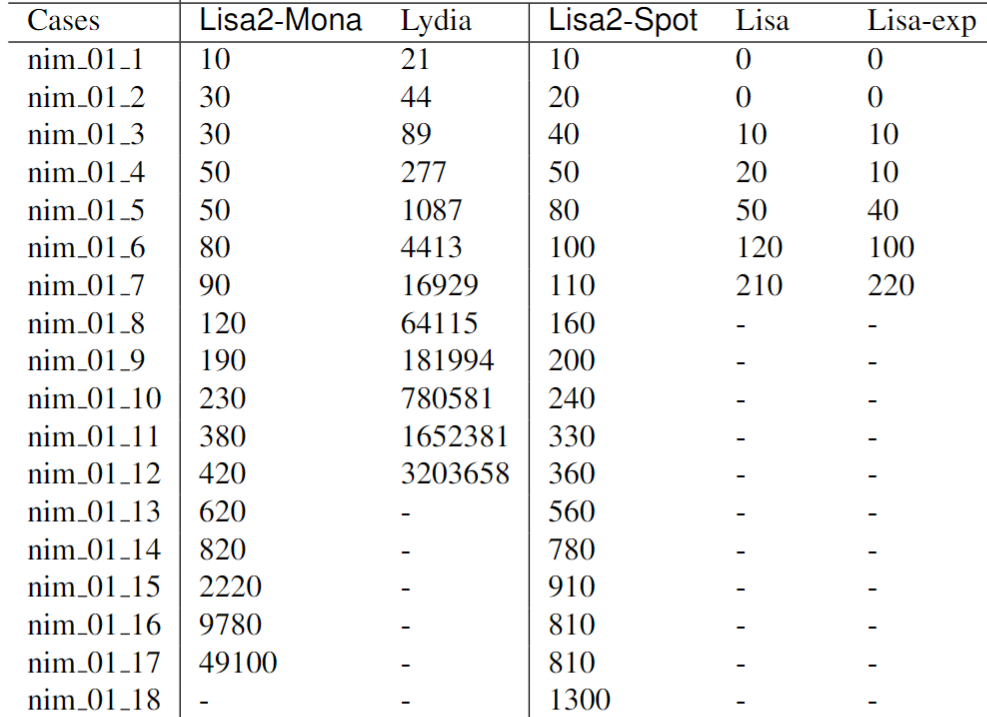 Cases Lisa2-Mona Lydia Lisa2-Spot Lisa Lisa-exp
nim_01_1 10 21 10 0 0
nim_01_2 30 44 20 0 0
nim_01_3 30 89 40 10 10
nim_01_4 50 277 50 20 10
nim_01_5 50 1087 80 50 40
nim_01_6 80 4413 100 120 100
nim_01_7 90 16929 110 210 220
nim_01_8 120 64115 160 - -
nim_01_9 190 181994 200 - -
nim_01_10 230 780581 240 - -
nim_01_11 380 1652381 330 - -
nim_01_12 420 3203658 360 - -
nim_01_13 620 - 560 - -
nim_01_14 820 - 780 - -
nim_01_15 2220 - 910 - -
nim_01_16 9780 - 810 - -
nim_01_17 49100 - 810 - -
nim_01_18 - - 1300 - -